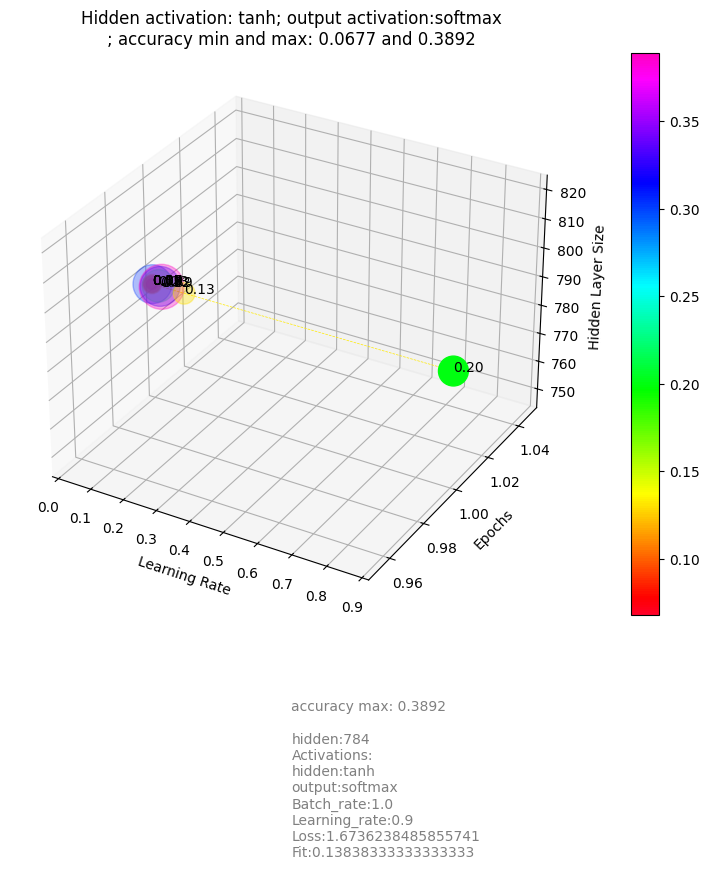 Hidden activation: tanh; output activation:softmax
; accuracy min and max: 0.0677 and 0.3892
820
810
800
790
780
770
760
750
Hidden Layer Size
0.13
0.20
1.04
1.02
1.00
0.98
0.96
Epochs
0.0
0.1
0.2
0.3
0.4
0.5
0.6
0.7
0.8
0.9
Learning Rate
0.35
0.30
0.25
0.20
0.15
0.10
accuracy max: 0.3892
hidden:784
Activations:
hidden:tanh
output:softmax
Batch_rate:1.0
Learning_rate:0.9
Loss:1.6736238485855741
Fit:0.13838333333333333